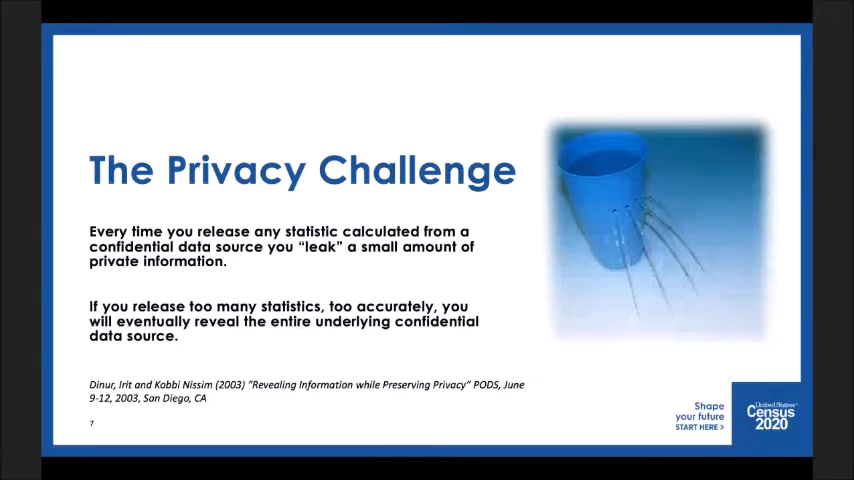 The Privacy Challenge
Every time you release any statistic calculated from a
confidential data source you “leak” a small amount of
private information.
If you release too many statistics, too accurately, you
will eventually reveal the entire underlying confidential
data source.
Dinur, Irit and Kobbi Nissim (2003) “Revealing Information while Preserving Privacy” PODS, June
9-12, 2003, San Diego, CA
7
Shape
your future
START HERE >
United States®
Census
2020